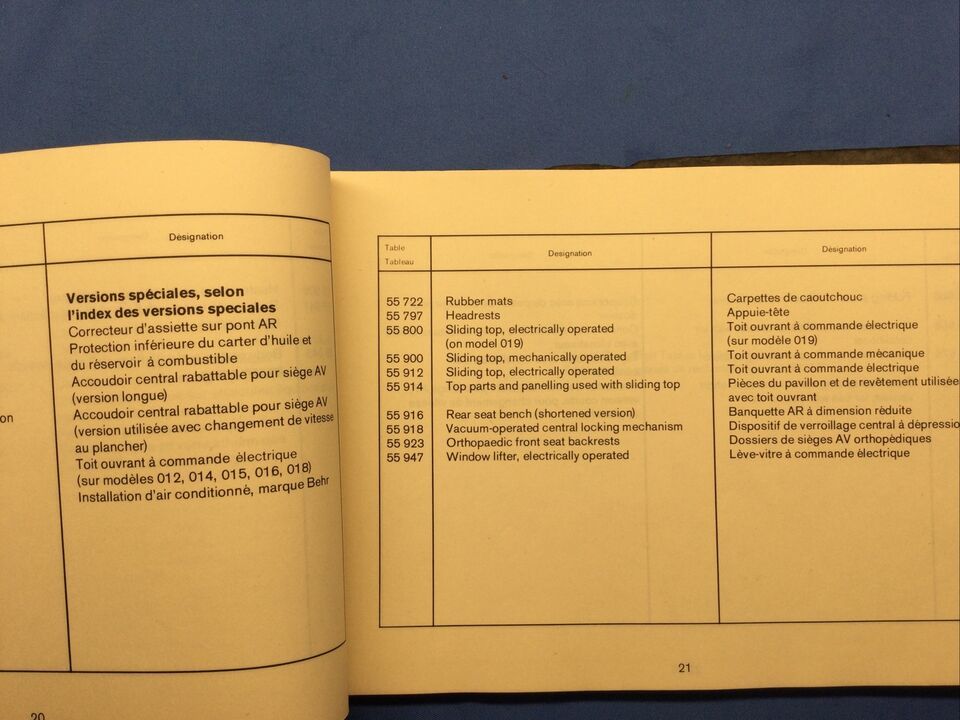 Désignation
Versions spéciales, selon
l'index des versions speciales
Correcteur d'assiette sur pont AR
Protection inférieure du carter d'huile et
du réservoir à combustible
Accoudoir central rabattable pour siège AV
(version longue)
Accoudoir central rabattable pour siège AV
(version utilisée avec changement de vitesse
au plancher)
Toit ouvrant à commande électrique
(sur modèles 012, 014, 015, 016, 018)
Installation d'air conditionné, marque Behr
on
20
Table
Tableau
Designation
Désignation
55 722 Rubber mats Carpettes de caoutchouc
55 797 Headrests Appuie-tête
55 800 Sliding top, electrically operated Toit ouvrant à commande électrique
(on model 019) (sur modèle 019)
55 900 Sliding top, mechanically operated Toit ouvrant à commande mécanique
55 912 Sliding top, electrically operated Toit ouvrant à commande électrique
55 914 Top parts and panelling used with sliding top Pièces du pavillon et de revêtement utilisée
avec toit ouvrant
55 916 Rear seat bench (shortened version) Banquette AR à dimension réduite
55 918 Vacuum-operated central locking mechanism Dispositif de verroillage central à dépressio
55 923 Orthopaedic front seat backrests Dossiers de sièges AV orthopédiques
55 947 Window lifter, electrically operated Lève-vitre à commande électrique
21